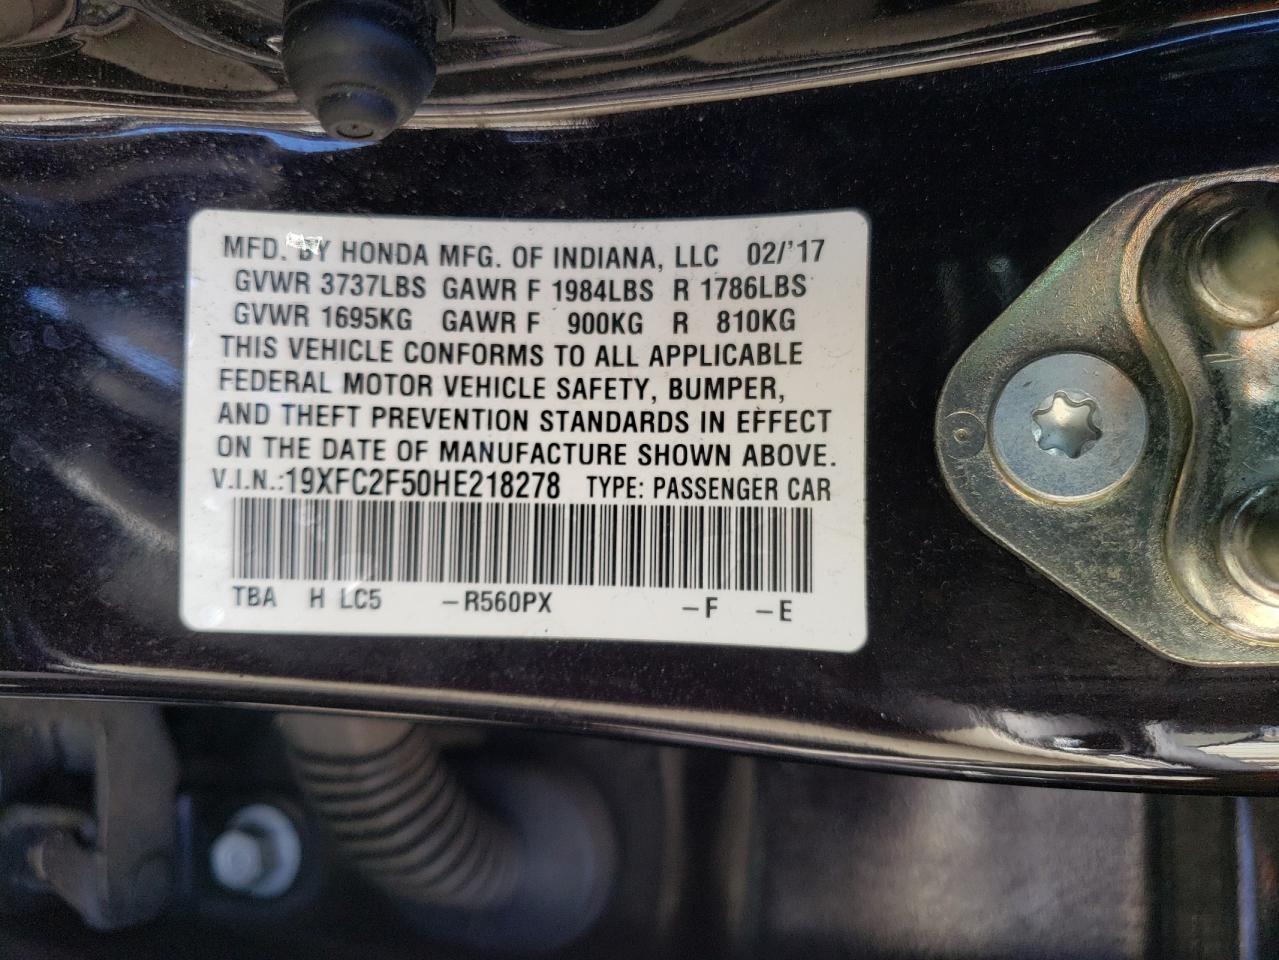 MFD. BY HONDA MFG. OF INDIANA, LLC 02/'17
GVWR 3737LBS GAWR F 1984LBS R 1786LBS
GVWR 1695KG GAWR F 900KG R 810KG
THIS VEHICLE CONFORMS TO ALL APPLICABLE
FEDERAL MOTOR VEHICLE SAFETY, BUMPER,
AND THEFT PREVENTION STANDARDS IN EFFECT
ON THE DATE OF MANUFACTURE SHOWN ABOVE.
V.I.N.:19XFC2F50HE218278 TYPE: PASSENGER CAR
TBA H LC5 –R560PX –F –E